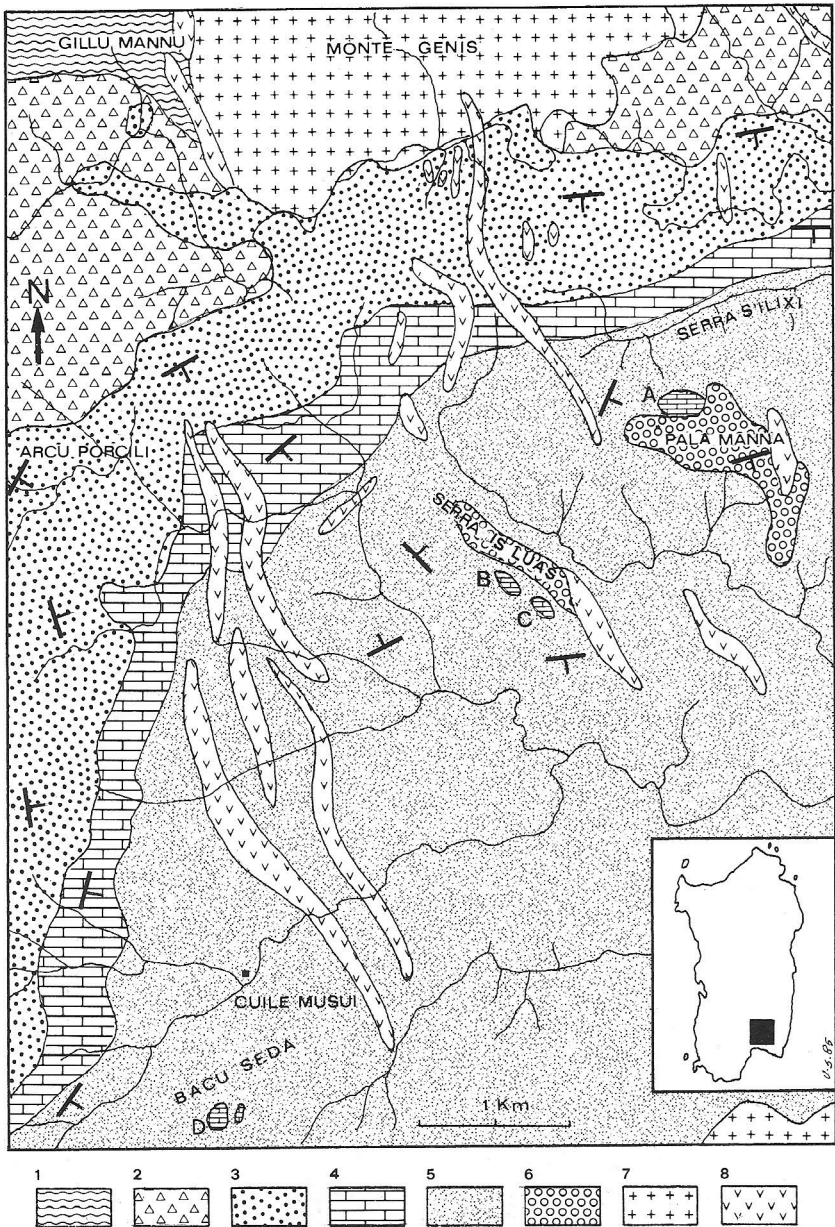 GILLU MANNU
MONTE GENIS
N
SERRA S'ILIXI
A
PALA MANNA
ARCU PORCILI
SERRA IS LUAS
B
C
CUILE MUSUI
BACU SEDA
D
1 Km
1 2 3 4 5 6 7 8